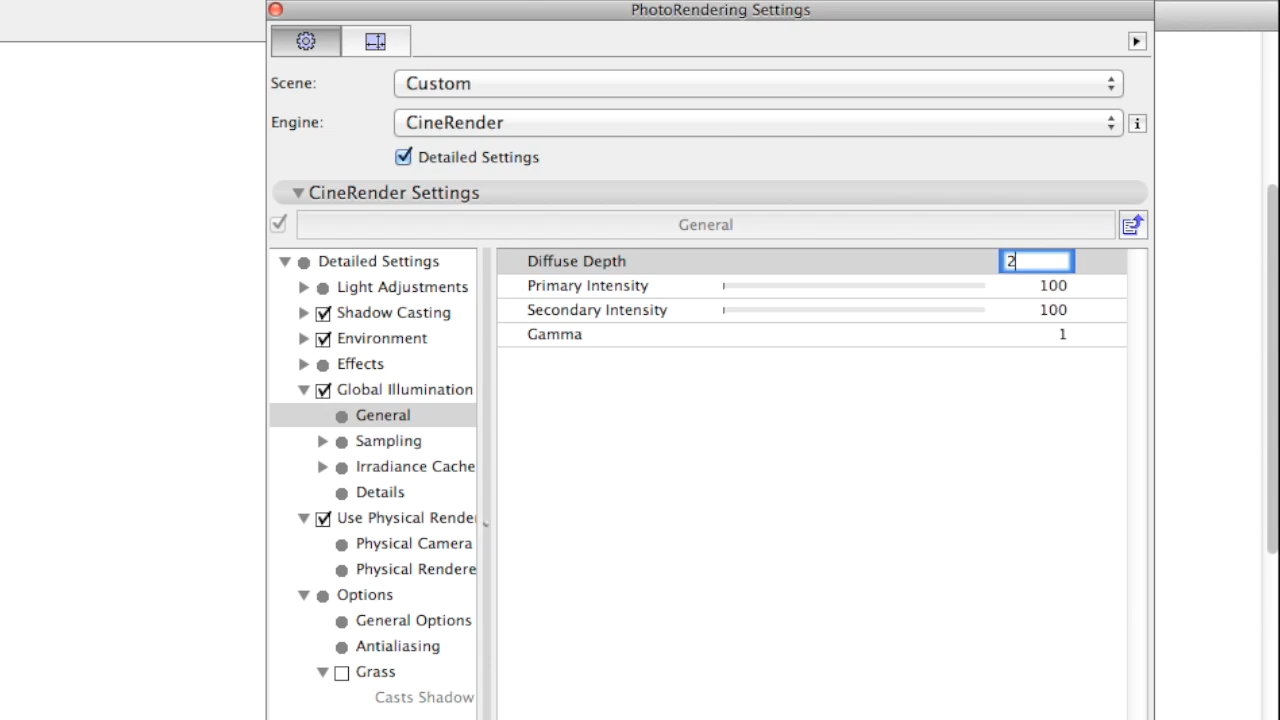 PhotoRendering Settings
Scene:
Custom
Engine:
CineRender
i
Detailed Settings
CineRender Settings
General
Detailed Settings
Light Adjustments
Shadow Casting
Environment
Effects
Global Illumination
General
Sampling
Irradiance Cache
Details
Use Physical Rende
Physical Camera
Physical Rendere
Options
General Options
Antialiasing
Grass
Casts Shadow
Diffuse Depth 2
Primary Intensity 100
Secondary Intensity 100
Gamma 1